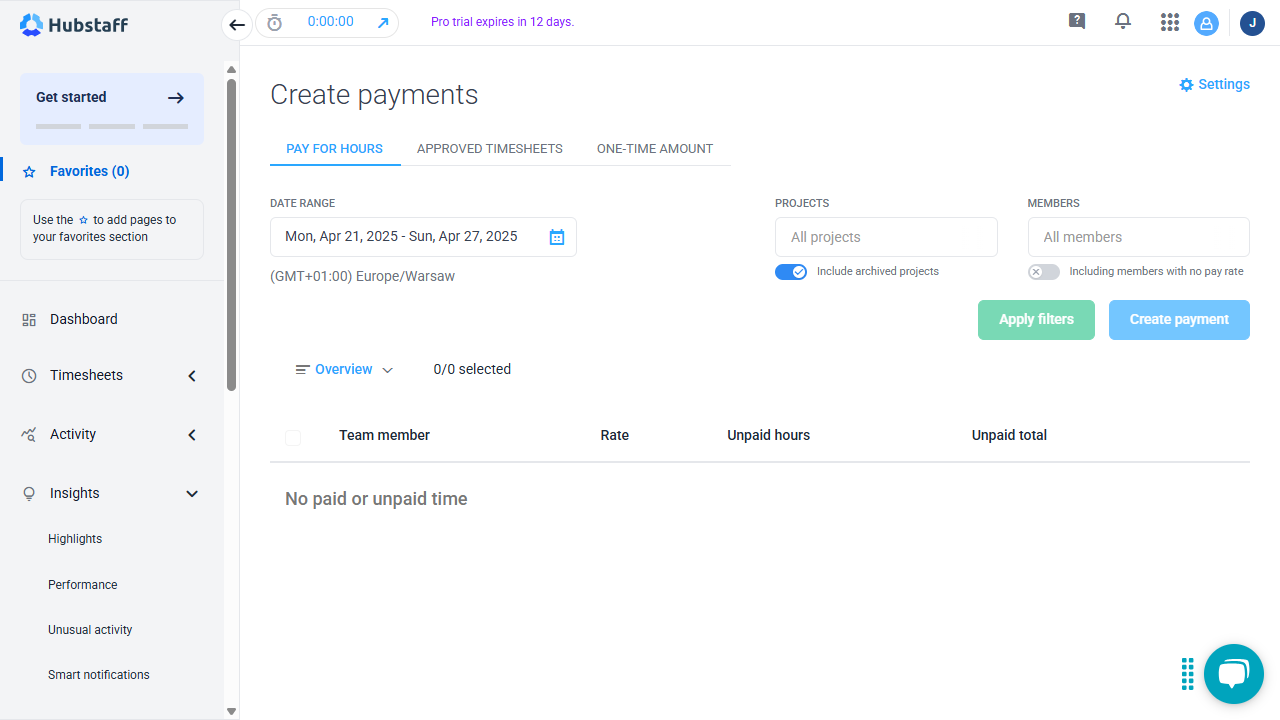 Hubstaff
0:00:00
Pro trial expires in 12 days.
?
J
Get started
Favorites (0)
Use the to add pages to
your favorites section
Dashboard
Timesheets
Activity
Insights
Highlights
Performance
Unusual activity
Smart notifications
Create payments
Settings
PAY FOR HOURS
APPROVED TIMESHEETS
ONE-TIME AMOUNT
DATE RANGE
Mon, Apr 21, 2025 - Sun, Apr 27, 2025
(GMT+01:00) Europe/Warsaw
PROJECTS
All projects
Include archived projects
MEMBERS
All members
Including members with no pay rate
Apply filters
Create payment
Overview
0/0 selected
Team member
Rate
Unpaid hours
Unpaid total
No paid or unpaid time